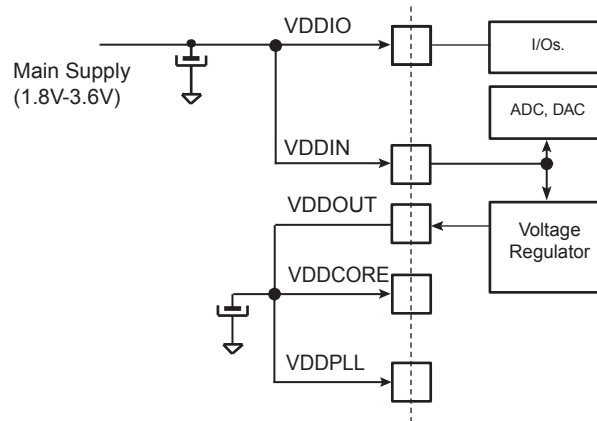 VDDIO
I/Os.
Main Supply
(1.8V-3.6V)
ADC, DAC
VDDIN
VDDOUT
Voltage
Regulator
VDDCORE
VDDPLL